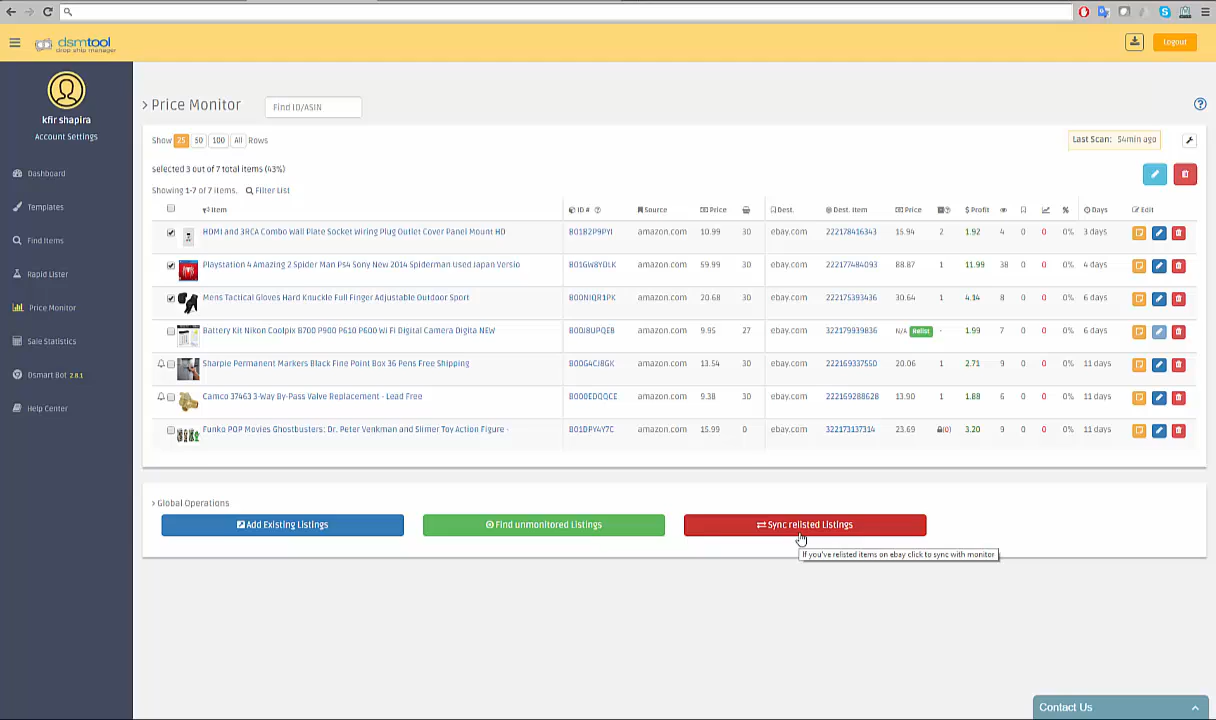 dsmtool
drop ship manager
Logout
kfir shapira
Account Settings
Dashboard
Templates
Find Items
Rapid Lister
Price Monitor
Sale Statistics
Dsmart Bot 2.8.1
Help Center
> Price Monitor
Find ID/ASIN
Show 25 50 100 All Rows
Last Scan: 54min ago
Selected 3 out of 7 total items (43%)
Showing 1-7 of 7 items. Filter List
Item ID # Source Price Dest. Dest. Item Price $ Profit % Days Edit
HDMI and 3RCA Combo Wall Plate Socket Wiring Plug Outlet Cover Panel Mount HD B01B2P9PYI amazon.com 10.99 30 ebay.com 222178416343 15.94 2 1.92 4 0 0 0% 3 days
Playstation 4 Amazing 2 Spider Man PS4 Sony New 2014 Spiderman Used Japan Versio B01GW8YDLK amazon.com 59.99 30 ebay.com 222177484093 88.87 1 11.99 38 0 0 0% 4 days
Mens Tactical Gloves Hard Knuckle Full Finger Adjustable Outdoor Sport B00NIQR1PK amazon.com 20.68 30 ebay.com 222175393436 30.64 1 4.14 8 0 0 0% 6 days
Battery Kit Nikon Coolpix B700 P900 P610 P600 Wi Fi Digital Camera Digita NEW B00I8UPQEB amazon.com 9.95 27 ebay.com 322179939836 N/A Relist - 1.99 7 0 0 0% 6 days
Sharpie Permanent Markers Black Fine Point Box 36 Pens Free Shipping B00G4CJ8GK amazon.com 13.54 30 ebay.com 222169337550 20.06 1 2.71 9 0 0 0% 11 days
Camco 37463 3-Way By-Pass Valve Replacement - Lead Free B000EDQQCE amazon.com 9.38 30 ebay.com 222169288628 13.90 1 1.88 6 0 0 0% 11 days
Funko POP Movies Ghostbusters: Dr. Peter Venkman and Slimer Toy Action Figure - B01DPY4Y7C amazon.com 15.99 0 ebay.com 322173137314 23.69 (0) 3.20 9 0 0 0% 11 days
> Global Operations
Add Existing Listings
Find unmonitored Listings
Sync relisted Listings
If you've relisted items on ebay click to sync with monitor
Contact Us